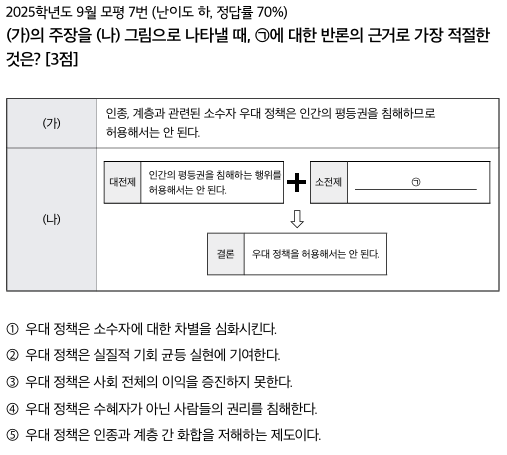 2025학년도 9월 모평 7번 (난이도 하, 정답률 70%)
(가)의 주장을 (나) 그림으로 나타낼 때, ㉠에 대한 반론의 근거로 가장 적절한
것은? [3점]
(가)
인종, 계층과 관련된 소수자 우대 정책은 인간의 평등권을 침해하므로
허용해서는 안 된다.
(나)
대전제
인간의 평등권을 침해하는 행위를
허용해서는 안 된다.
+
소전제
㉠
결론
우대 정책을 허용해서는 안 된다.
① 우대 정책은 소수자에 대한 차별을 심화시킨다.
② 우대 정책은 실질적 기회 균등 실현에 기여한다.
③ 우대 정책은 사회 전체의 이익을 증진하지 못한다.
④ 우대 정책은 수혜자가 아닌 사람들의 권리를 침해한다.
⑤ 우대 정책은 인종과 계층 간 화합을 저해하는 제도이다.